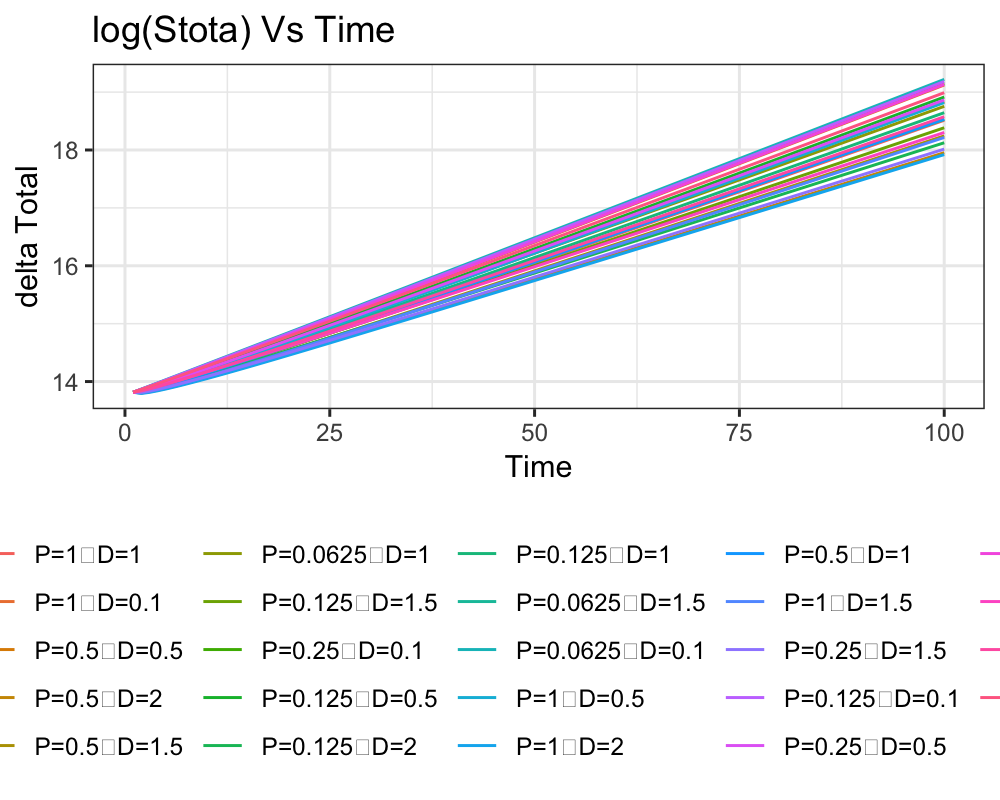 log(Stota) Vs Time
delta Total
18
16
14
0 25 50 75 100
Time
P=1□D=1 P=0.0625□D=1 P=0.125□D=1 P=0.5□D=1
P=1□D=0.1 P=0.125□D=1.5 P=0.0625□D=1.5 P=1□D=1.5
P=0.5□D=0.5 P=0.25□D=0.1 P=0.0625□D=0.1 P=0.25□D=1.5
P=0.5□D=2 P=0.125□D=0.5 P=1□D=0.5 P=0.125□D=0.1
P=0.5□D=1.5 P=0.125□D=2 P=1□D=2 P=0.25□D=0.5